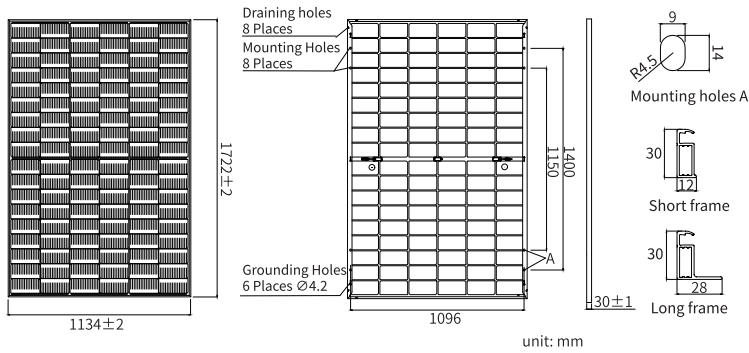 Draining holes
8 Places
Mounting Holes
8 Places
Grounding Holes
6 Places ∅4.2
1722±2
1134±2
1400
1150
A
1096
30±1
9
14
R4.5
Mounting holes A
30
12
Short frame
30
28
Long frame
unit: mm